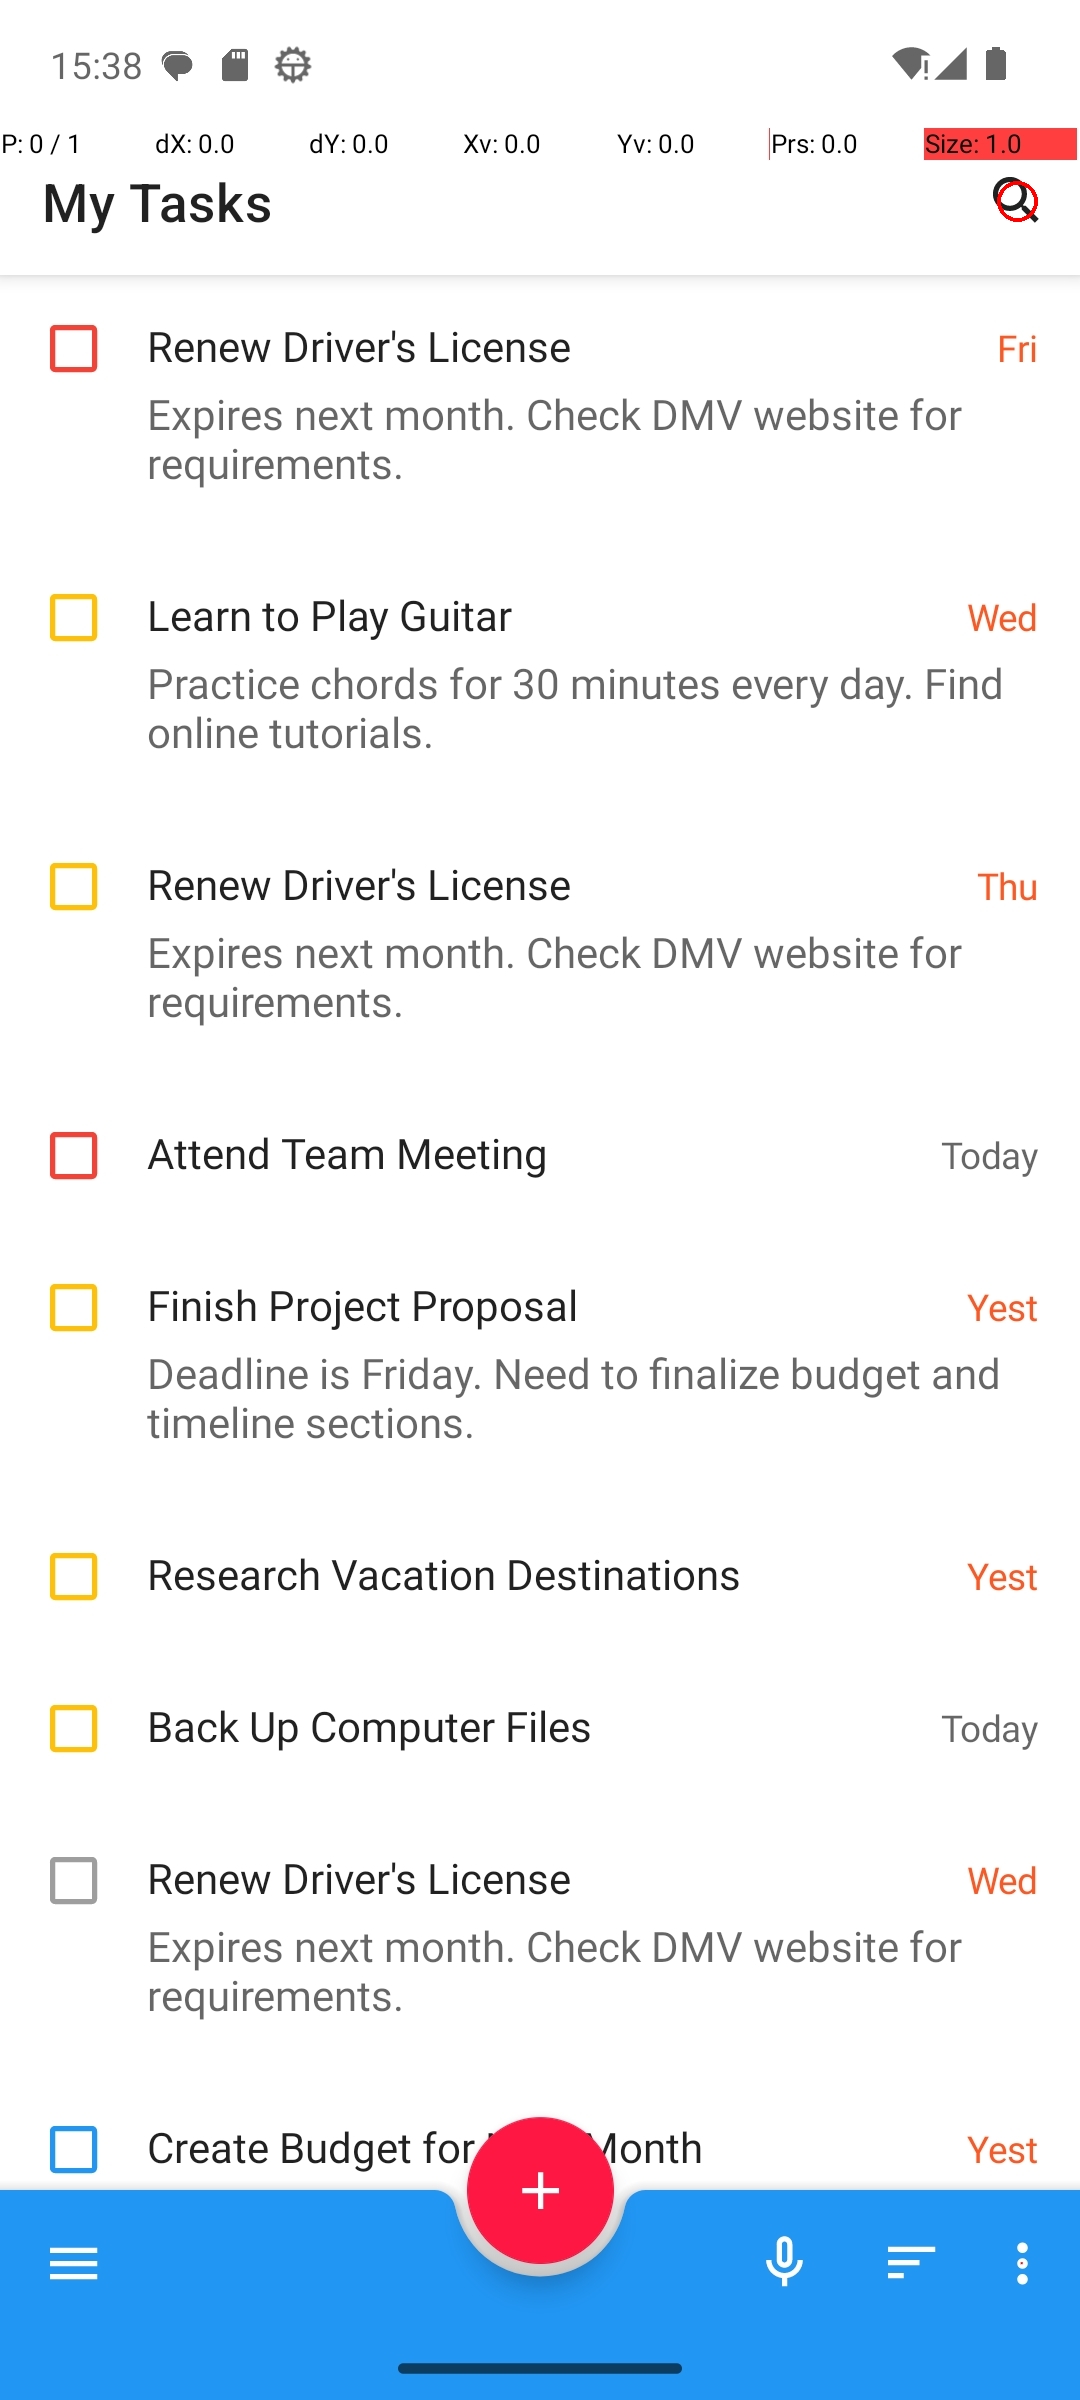 15:38
P: 0 / 1 dX: 0.0 dY: 0.0 Xv: 0.0 Yv: 0.0 Prs: 0.0 Size: 1.0
My Tasks
Renew Driver's License Fri
Expires next month. Check DMV website for
requirements.
Learn to Play Guitar Wed
Practice chords for 30 minutes every day. Find
online tutorials.
Renew Driver's License Thu
Expires next month. Check DMV website for
requirements.
Attend Team Meeting Today
Finish Project Proposal Yest
Deadline is Friday. Need to finalize budget and
timeline sections.
Research Vacation Destinations Yest
Back Up Computer Files Today
Renew Driver's License Wed
Expires next month. Check DMV website for
requirements.
Create Budget for Month Yest